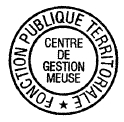 FONCTION PUBLIQUE TERRITORIALE
CENTRE
DE
GESTION
MEUSE